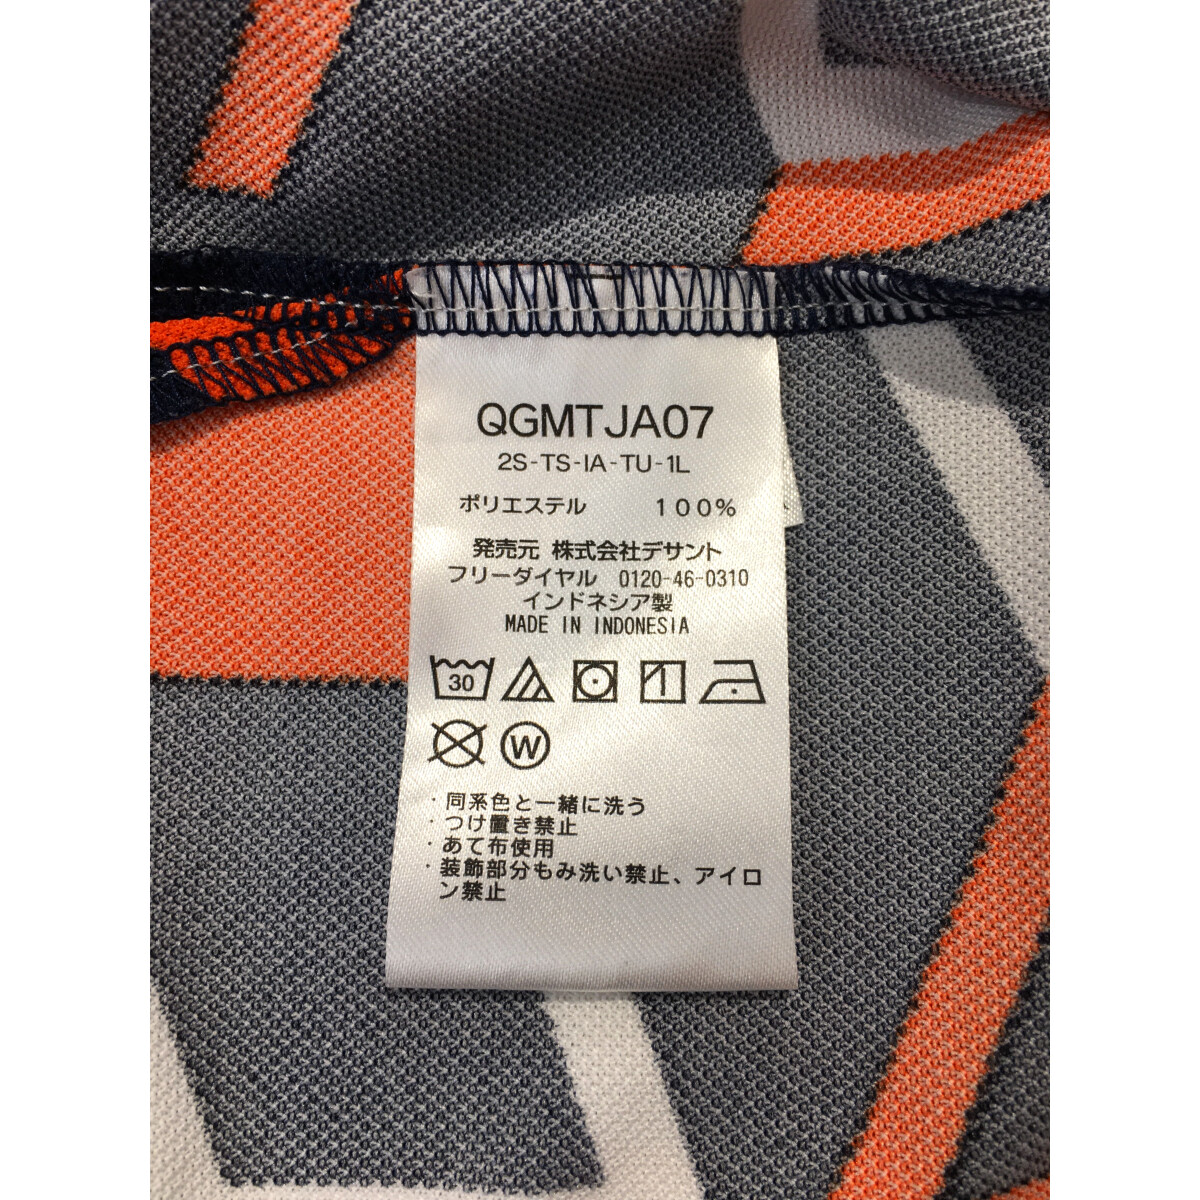 QGMTJA07
2S-TS-IA-TU-1L
ポリエステル 100%
発売元 株式会社デサント
フリーダイヤル 0120-46-0310
インドネシア製
MADE IN INDONESIA
30
W
・同系色と一緒に洗う
・つけ置き禁止
・あて布使用
・装飾部分もみ洗い禁止、アイロ
ン禁止